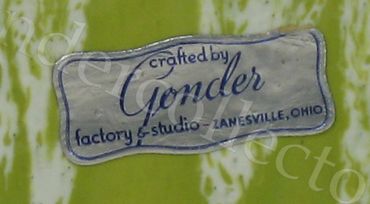 crafted by
Gonder
factory & studio - ZANESVILLE, OHIO